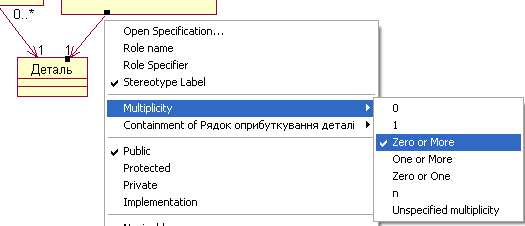 0..*
1
1
Деталь
Open Specification...
Role name
Role Specifier
Stereotype Label
Multiplicity
Containment of Рядок оприбуткування деталі
Public
Protected
Private
Implementation
0
1
Zero or More
One or More
Zero or One
n
Unspecified multiplicity